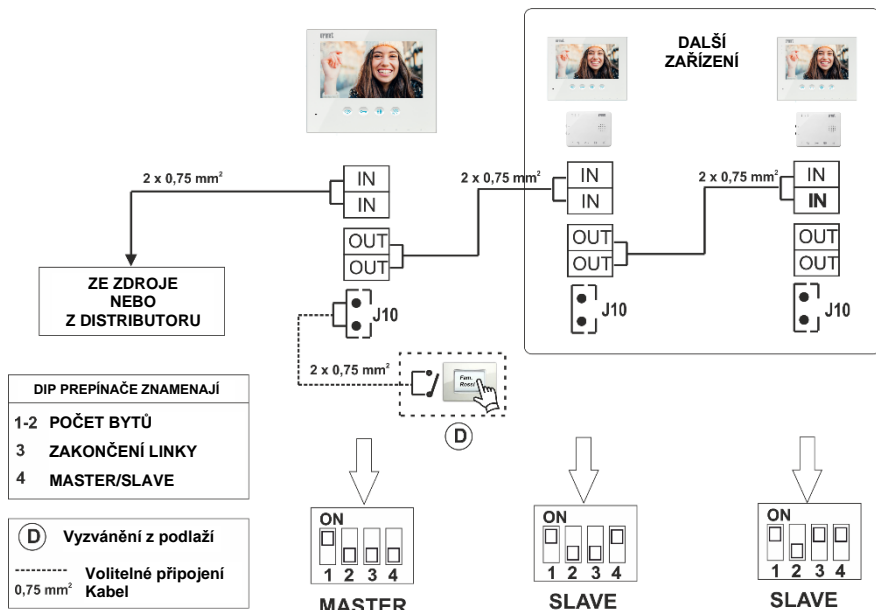 urmet
DALŠÍ
ZAŘÍZENÍ
2 x 0,75 mm²
IN
IN
OUT
OUT
J10
2 x 0,75 mm²
IN
IN
OUT
OUT
J10
2 x 0,75 mm²
IN
IN
OUT
OUT
J10
ZE ZDROJE
NEBO
Z DISTRIBUTORU
2 x 0,75 mm²
Fam.
Rossi
D
DIP PREPÍNAČE ZNAMENAJÍ
1-2 POČET BYTŮ
3 ZAKONČENÍ LINKY
4 MASTER/SLAVE
D Vyzvánění z podlaží
Volitelné připojení
0,75 mm² Kabel
ON
1 2 3 4
MASTER
ON
1 2 3 4
SLAVE
ON
1 2 3 4
SLAVE